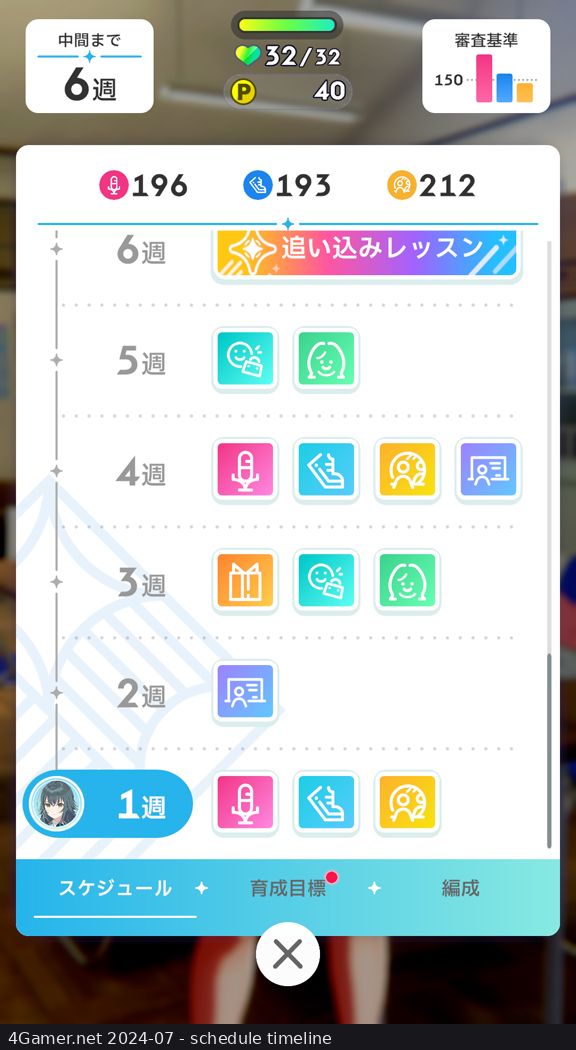 中間まで
6週
32/32
P 40
審査基準
150
196 193 212
6週 追い込みレッスン
5週
4週
3週
2週
1週
スケジュール 育成目標 編成
4Gamer.net 2024-07 - schedule timeline